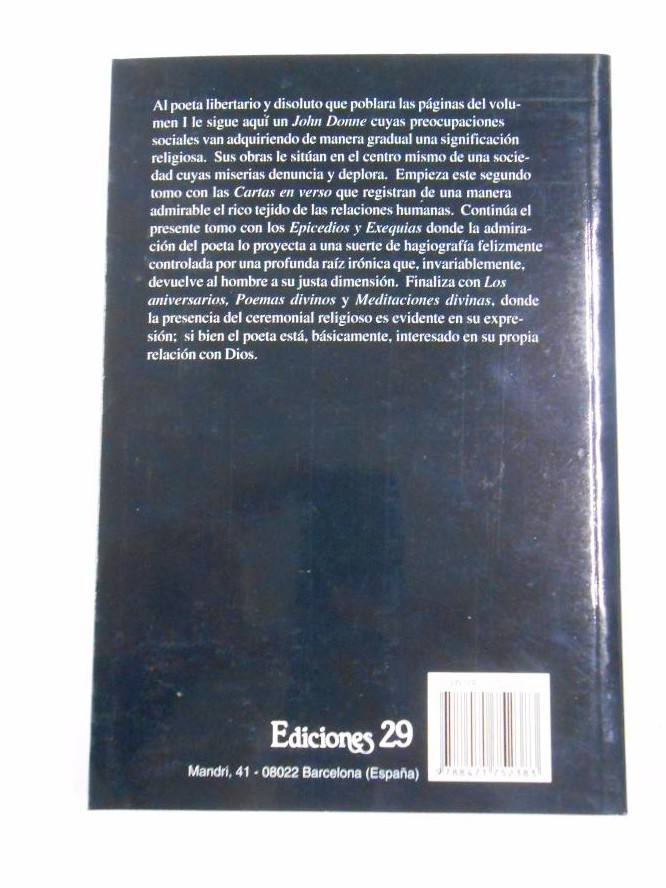 Al poeta libertario y disoluto que poblara las páginas del volu-
men I le sigue aquí un John Donne cuyas preocupaciones
sociales van adquiriendo de manera gradual una significación
religiosa. Sus obras le sitúan en el centro mismo de una socie-
dad cuyas miserias denuncia y deplora. Empieza este segundo
tomo con las Cartas en verso que registran de una manera
admirable el rico tejido de las relaciones humanas. Continúa el
presente tomo con los Epicedios y Exequias donde la admira-
ción del poeta lo proyecta a una suerte de hagiografía felizmente
controlada por una profunda raíz irónica que, invariablemente,
devuelve al hombre a su justa dimensión. Finaliza con Los
aniversarios, Poemas divinos y Meditaciones divinas, donde
la presencia del ceremonial religioso es evidente en su expre-
sión; si bien el poeta está, básicamente, interesado en su propia
relación con Dios.
Ediciones 29
Mandri, 41 - 08022 Barcelona (España)
9 788471 752383